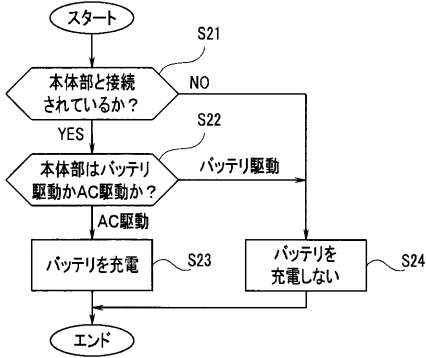 スタート
S21
本体部と接続
されているか?
NO
YES
S22
本体部はバッテリ
駆動かAC駆動か?
バッテリ駆動
AC駆動
バッテリを充電
S23
バッテリを
充電しない
S24
エンド